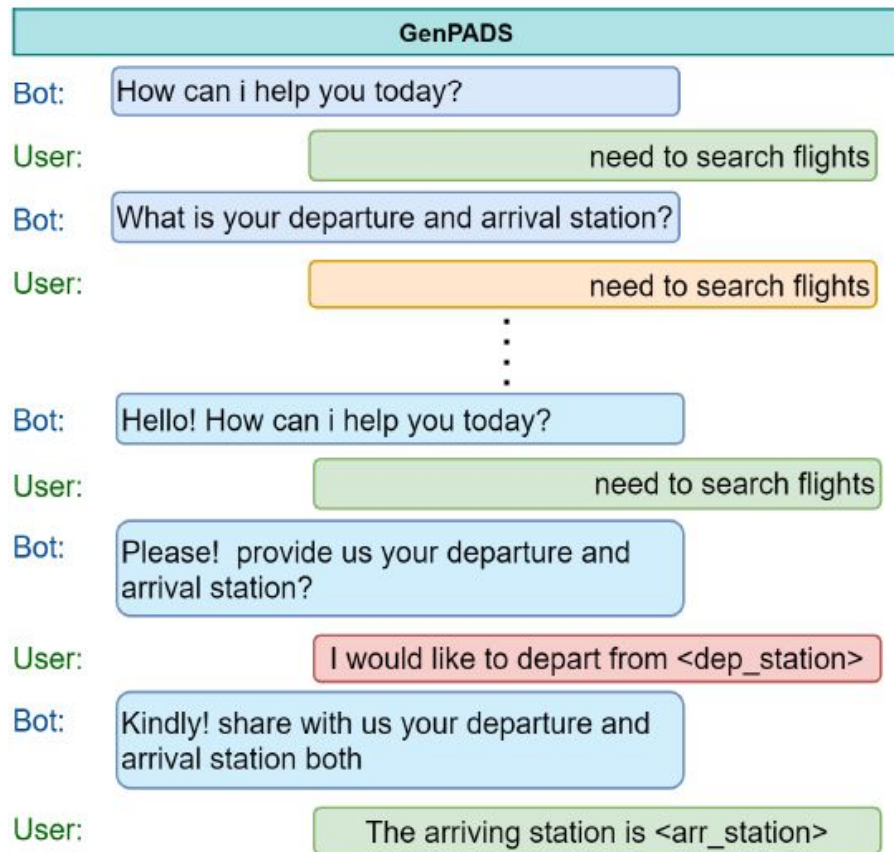 GenPADS
Bot: How can i help you today?
User: need to search flights
Bot: What is your departure and arrival station?
User: need to search flights
Bot: Hello! How can i help you today?
User: need to search flights
Bot: Please!  provide us your departure and
arrival station?
User: I would like to depart from <dep_station>
Bot: Kindly! share with us your departure and
arrival station both
User: The arriving station is <arr_station>